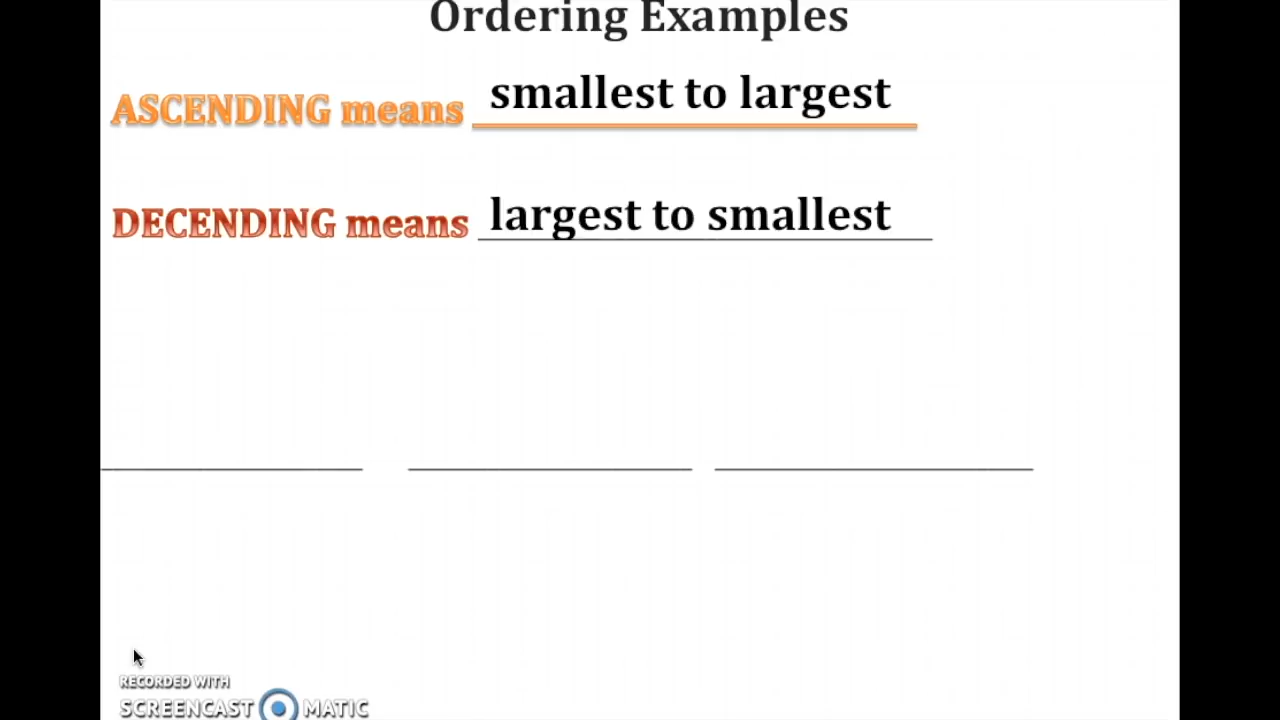 Ordering Examples
ASCENDING means smallest to largest
DECENDING means largest to smallest
RECORDED WITH
SCREENCAST MATIC